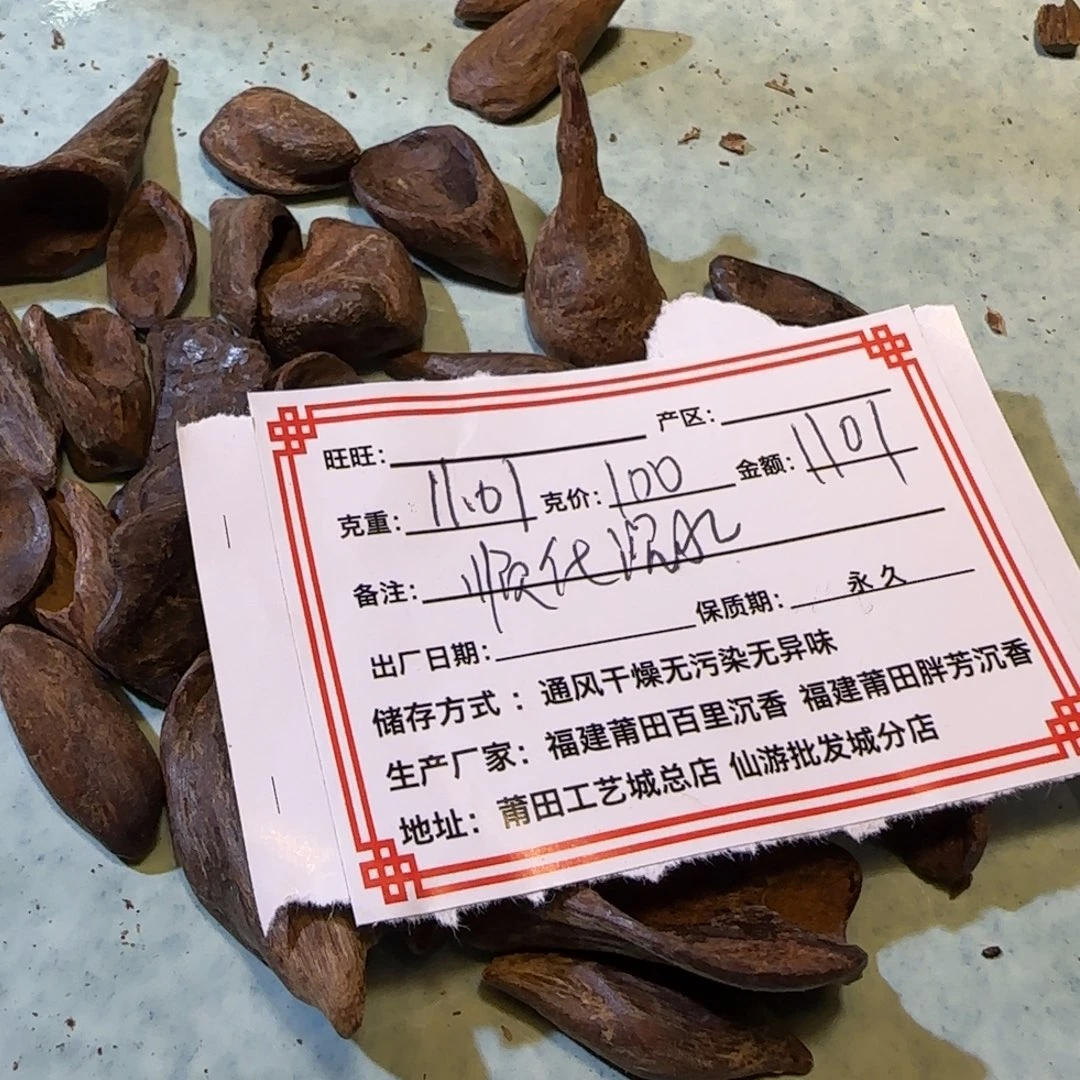 旺旺： 产区：
克重：11.01 克价：100 金额：1101
备注：顺化
出厂日期： 保质期：永久
储存方式：通风干燥无污染无异味
生产厂家：福建莆田百里沉香 福建莆田胖芳沉香
地址：莆田工艺城总店 仙游批发城分店